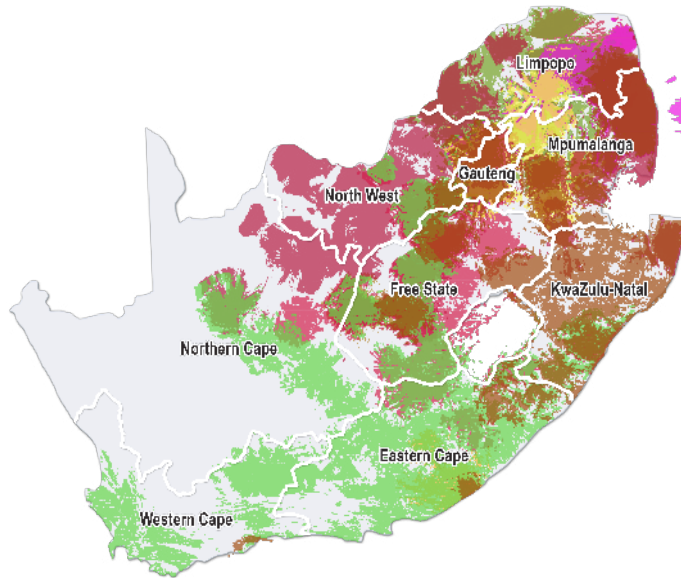 Limpopo
Mpumalanga
Gauteng
North West
Free State
KwaZulu-Natal
Northern Cape
Eastern Cape
Western Cape